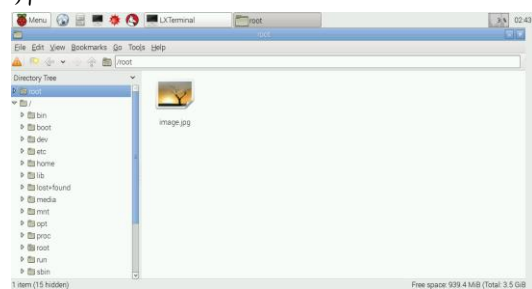 Menu LXTerminal root 02:43
root
File Edit View Bookmarks Go Tools Help
/root
Directory Tree
root
/
bin
boot
dev
etc
home
lib
lost+found
media
mnt
opt
proc
root
run
sbin
image.jpg
1 item (15 hidden) Free space: 939.4 MiB (Total: 3.5 GiB